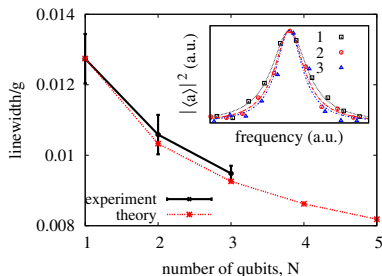 0.014
0.012
0.01
0.008
linewidth/g
1
2
3
4
5
number of qubits, N
experiment
theory
|⟨a⟩|² (a.u.)
frequency (a.u.)
1
2
3